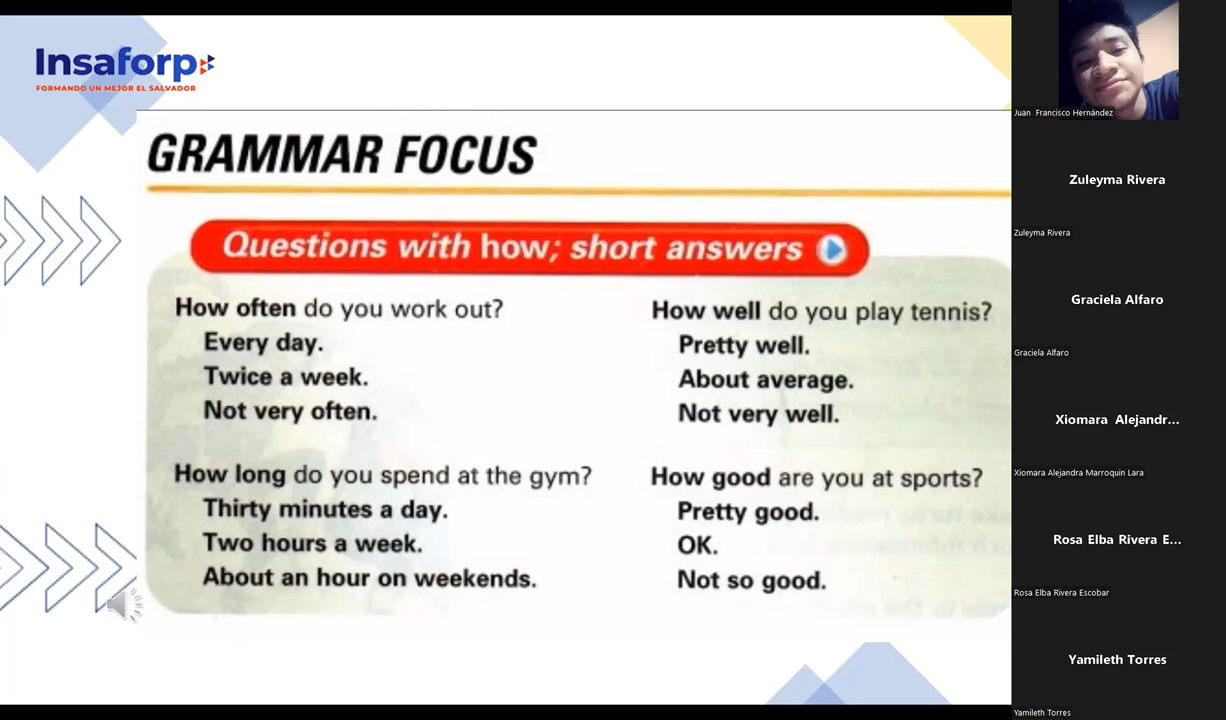 Insaforp
FORMANDO UN MEJOR EL SALVADOR
GRAMMAR FOCUS
Questions with how; short answers
How often do you work out?
Every day.
Twice a week.
Not very often.
How long do you spend at the gym?
Thirty minutes a day.
Two hours a week.
About an hour on weekends.
How well do you play tennis?
Pretty well.
About average.
Not very well.
How good are you at sports?
Pretty good.
OK.
Not so good.
Juan Francisco Hernández
Zuleyma Rivera
Zuleyma Rivera
Graciela Alfaro
Graciela Alfaro
Xiomara Alejandr...
Xiomara Alejandra Marroquin Lara
Rosa Elba Rivera E...
Rosa Elba Rivera Escobar
Yamileth Torres
Yamileth Torres